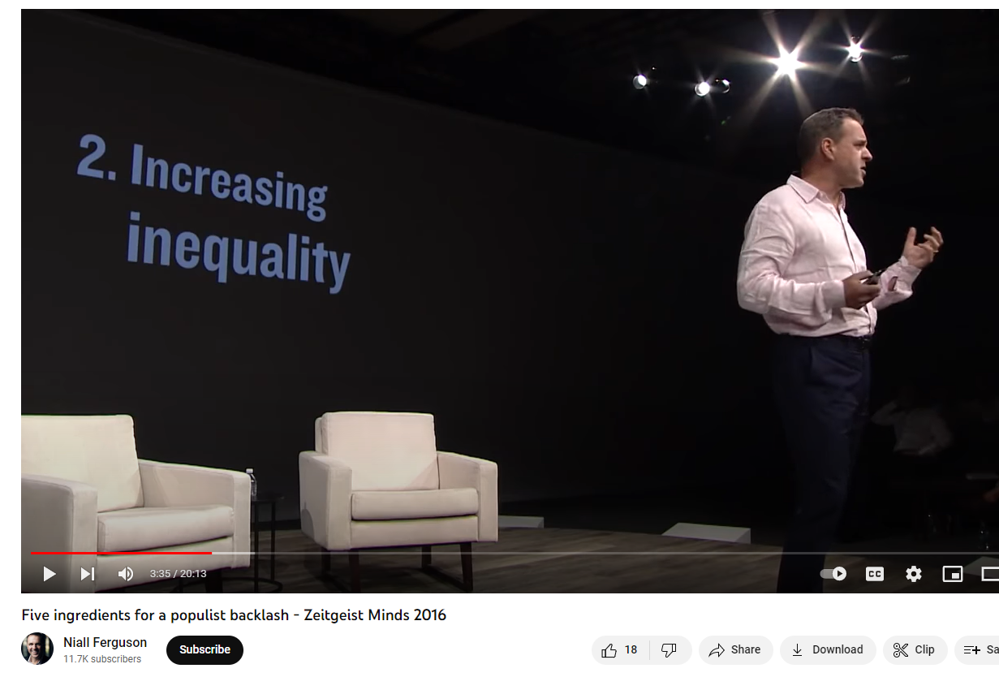 2. Increasing
inequality
3:35 / 20:13
CC
Five ingredients for a populist backlash - Zeitgeist Minds 2016
Niall Ferguson
11.7K subscribers
Subscribe
18
Share
Download
Clip
Sa